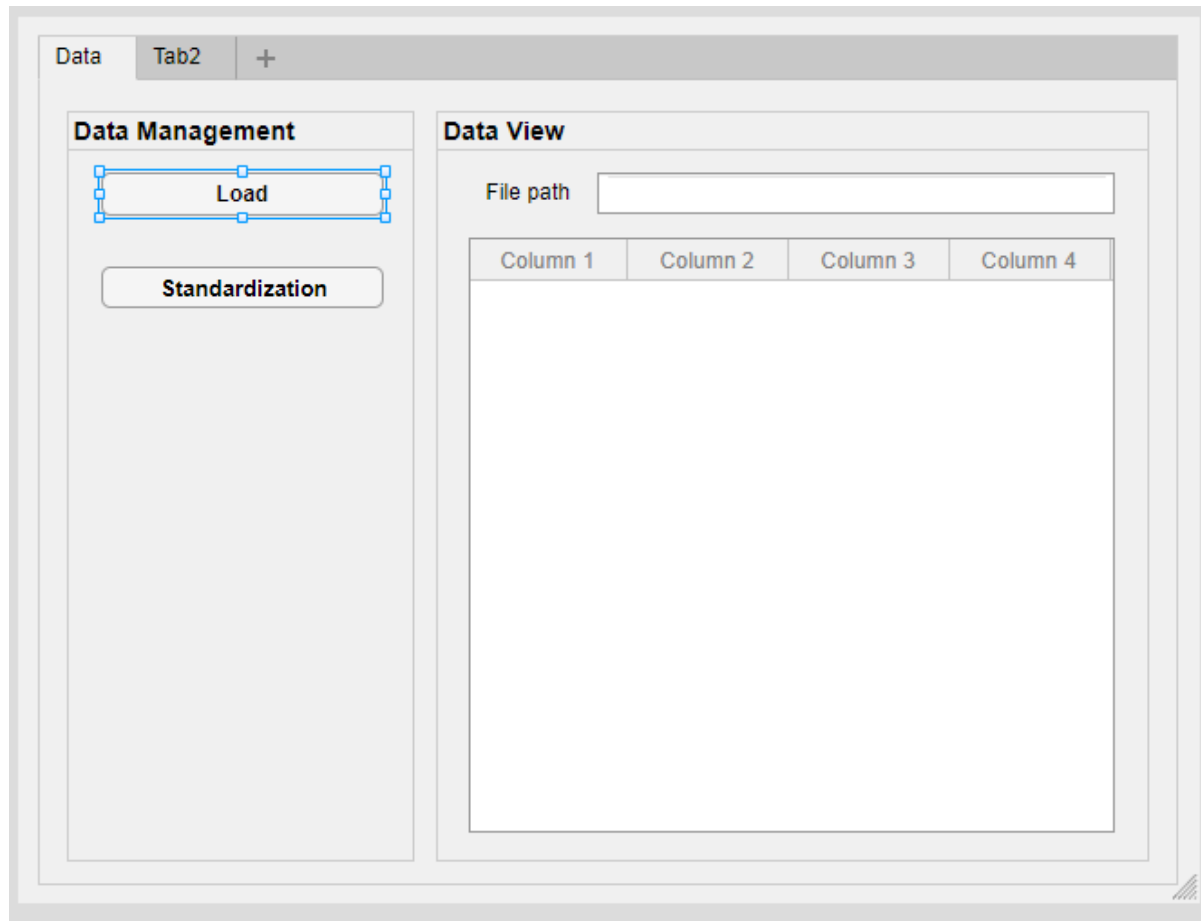 Data Tab2 +
Data Management
Load
Standardization
Data View
File path
Column 1 Column 2 Column 3 Column 4